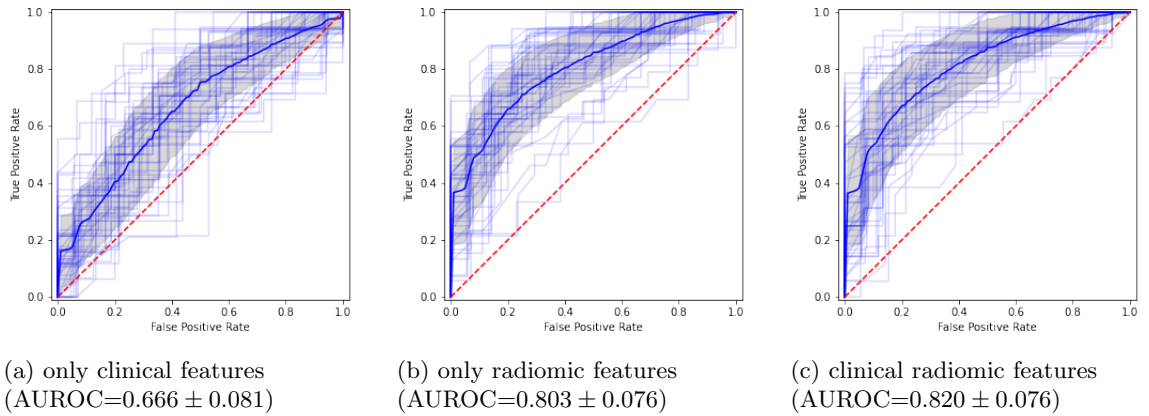 1.0
0.8
0.6
0.4
0.2
0.0
True Positive Rate
0.0 0.2 0.4 0.6 0.8 1.0
False Positive Rate
(a) only clinical features
(AUROC=0.666 ± 0.081)
1.0
0.8
0.6
0.4
0.2
0.0
True Positive Rate
0.0 0.2 0.4 0.6 0.8 1.0
False Positive Rate
(b) only radiomic features
(AUROC=0.803 ± 0.076)
1.0
0.8
0.6
0.4
0.2
0.0
True Positive Rate
0.0 0.2 0.4 0.6 0.8 1.0
False Positive Rate
(c) clinical radiomic features
(AUROC=0.820 ± 0.076)